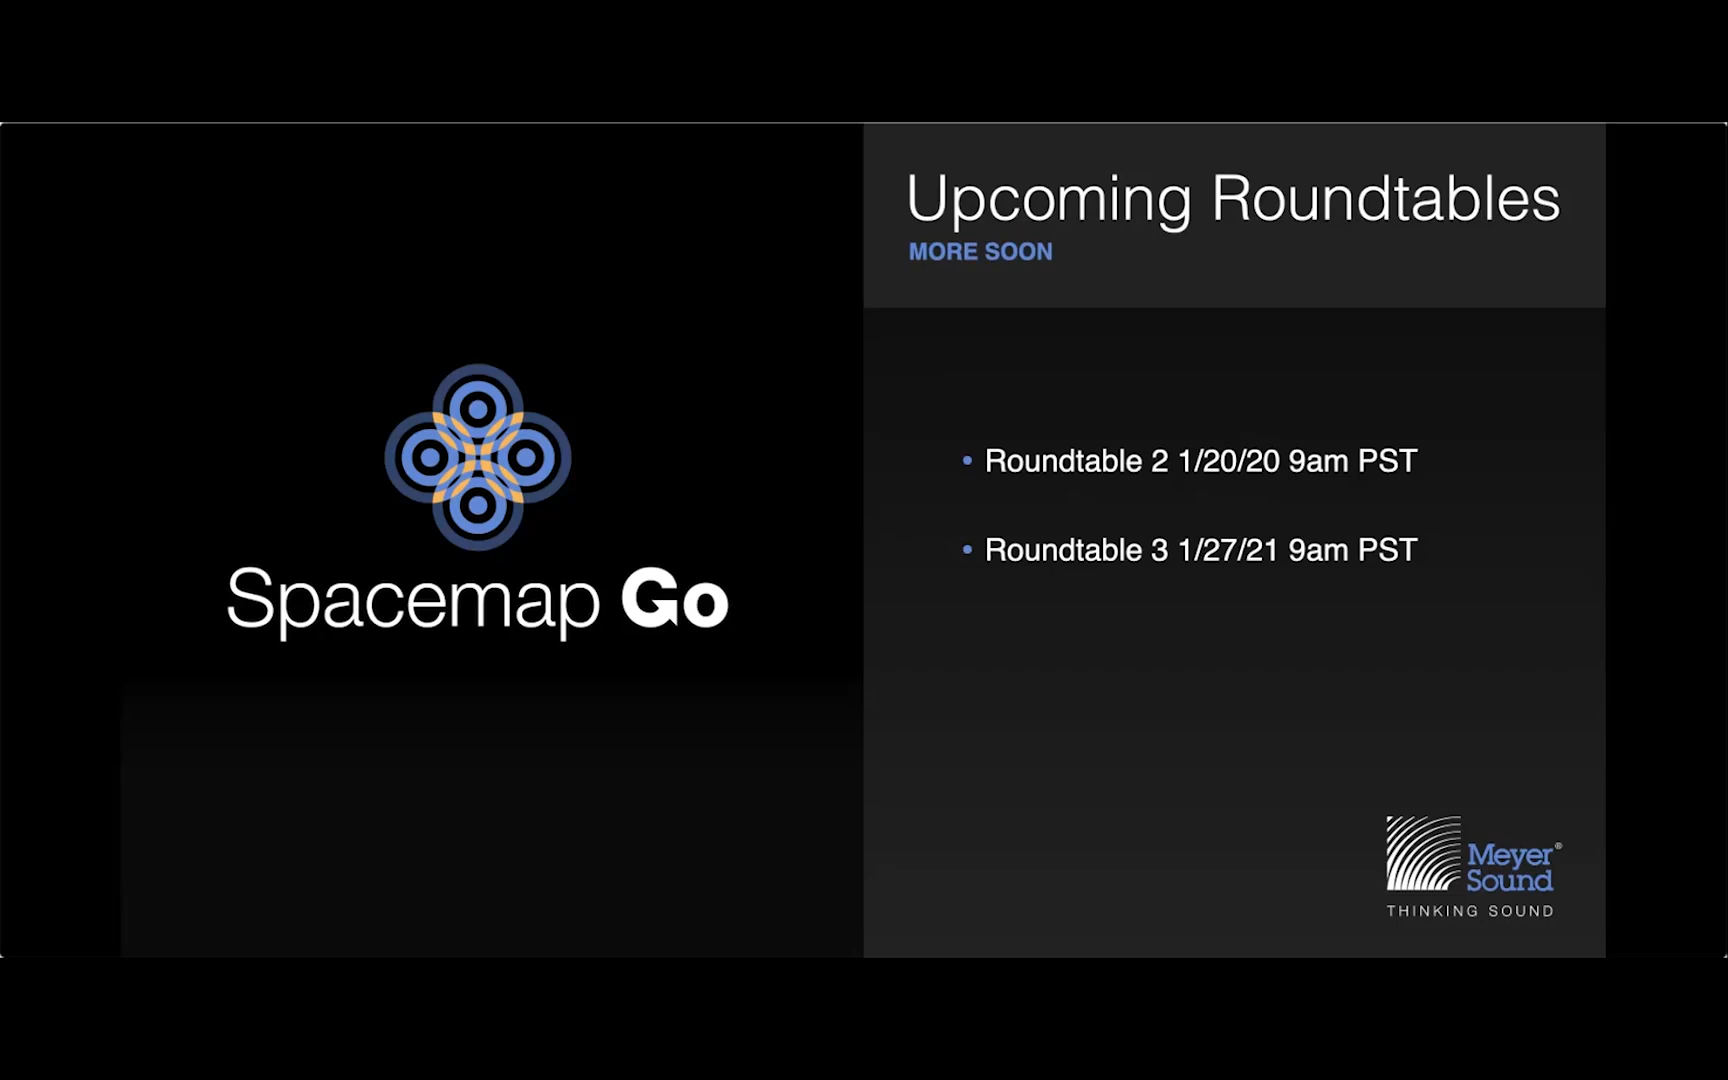 Spacemap Go
Upcoming Roundtables
MORE SOON
• Roundtable 2 1/20/20 9am PST
• Roundtable 3 1/27/21 9am PST
Meyer®
Sound
THINKING SOUND